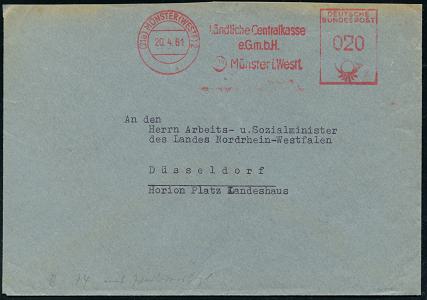 (21a) MÜNSTER (WESTF) 2
20.4.61
Ländliche Centralkasse
e.G.m.b.H.
Münster i. Westf.
DEUTSCHE
BUNDESPOST
020
An den
Herrn Arbeits- u.Sozialminister
des Landes Nordrhein-Westfalen
Düsseldorf
Horion Platz Landeshaus